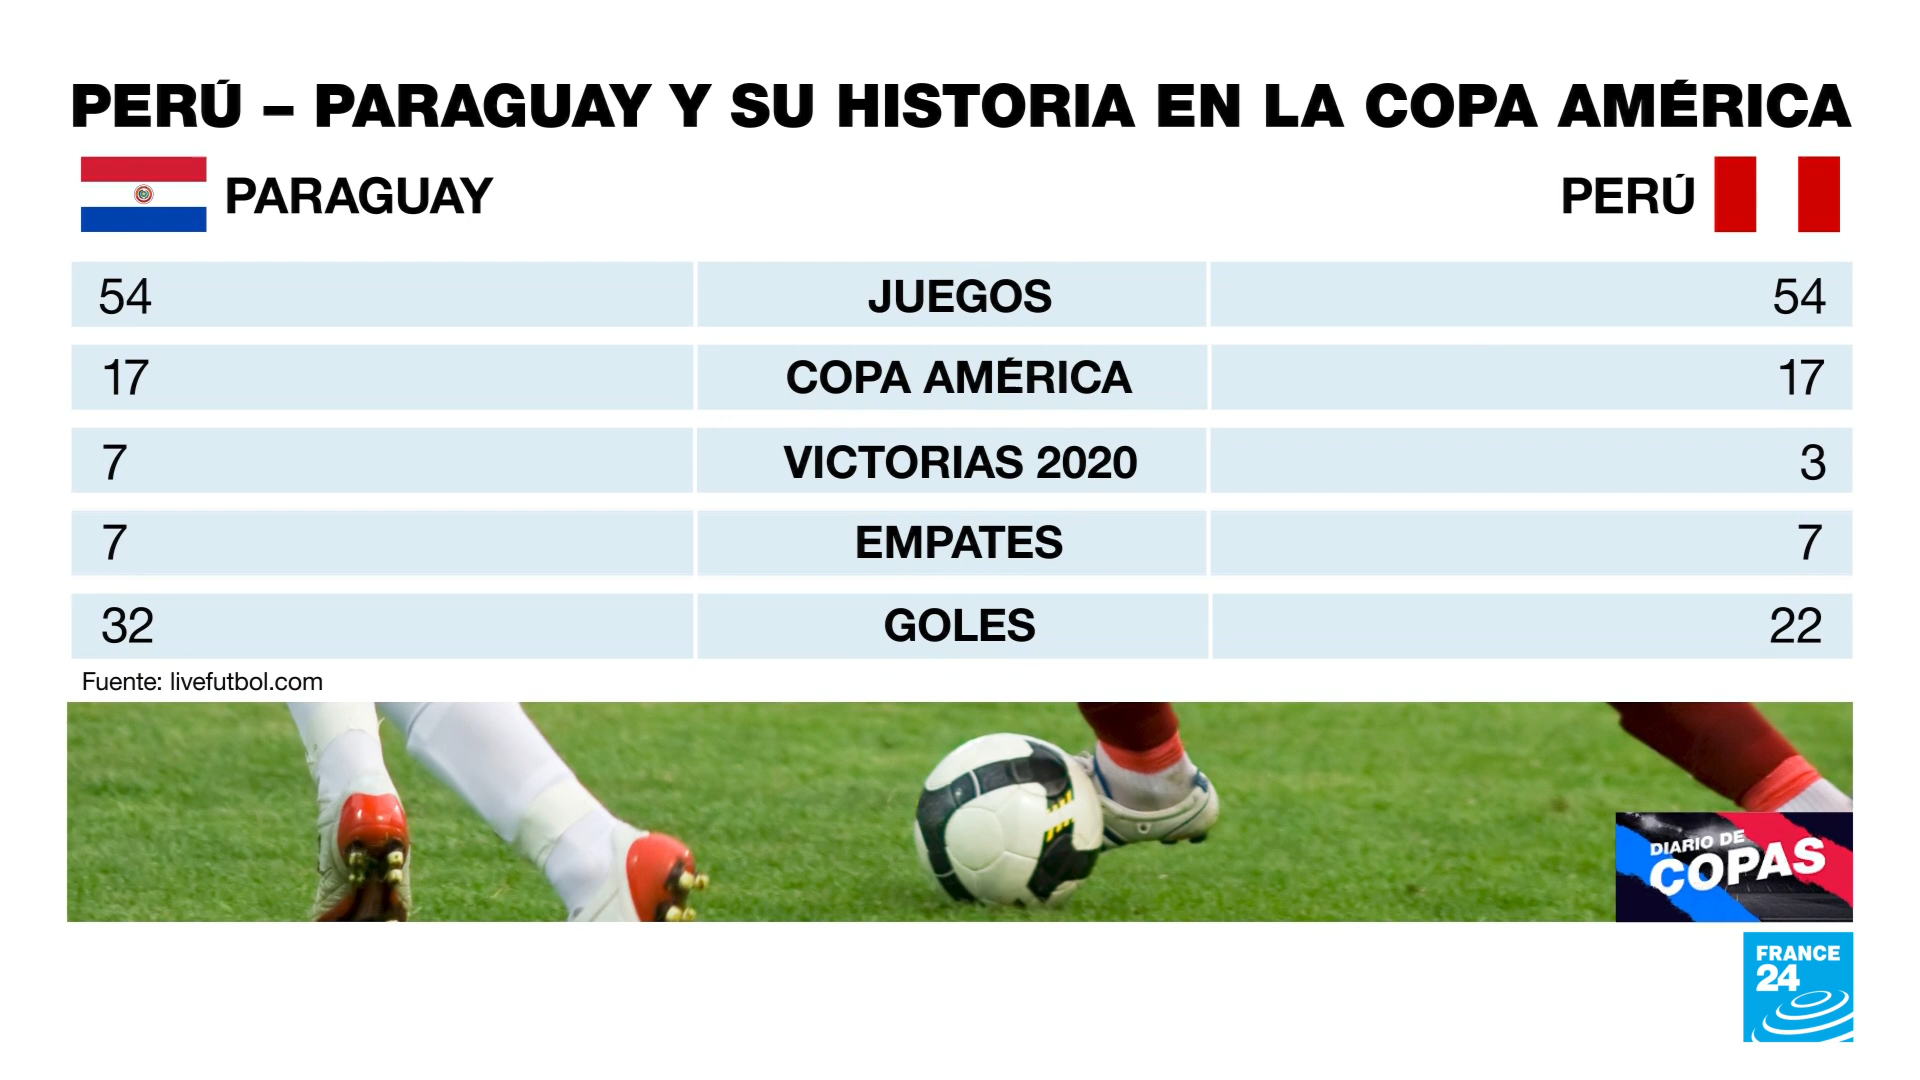 PERÚ – PARAGUAY Y SU HISTORIA EN LA COPA AMÉRICA
PARAGUAY PERÚ
54 JUEGOS 54
17 COPA AMÉRICA 17
7 VICTORIAS 2020 3
7 EMPATES 7
32 GOLES 22
Fuente: livefutbol.com
DIARIO DE
COPAS
FRANCE
24